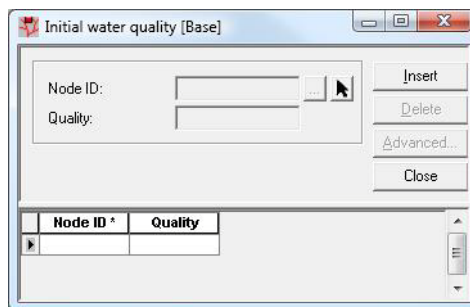 Initial water quality [Base]
Node ID:
...
Quality:
Insert
Delete
Advanced...
Close
Node ID * Quality